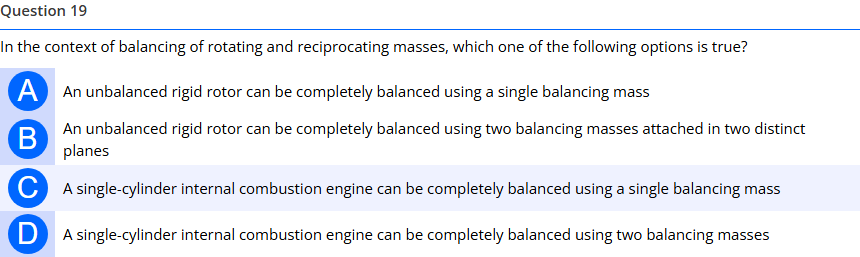 Question 19
In the context of balancing of rotating and reciprocating masses, which one of the following options is true?
A An unbalanced rigid rotor can be completely balanced using a single balancing mass
B An unbalanced rigid rotor can be completely balanced using two balancing masses attached in two distinct
planes
C A single-cylinder internal combustion engine can be completely balanced using a single balancing mass
D A single-cylinder internal combustion engine can be completely balanced using two balancing masses